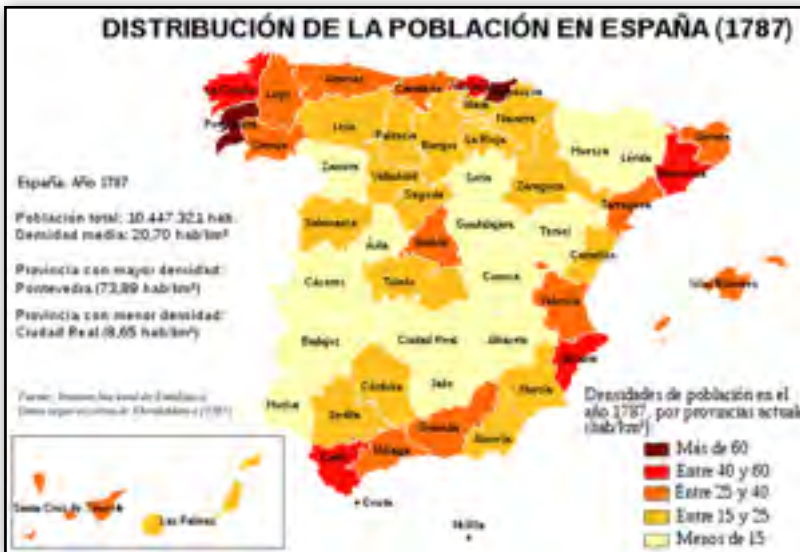 DISTRIBUCIÓN DE LA POBLACIÓN EN ESPAÑA (1787)
España: Año 1787
Población total: 10.447.321 hab.
Densidad media: 20,70 hab/km²
Provincia con mayor densidad:
Pontevedra (73,89 hab/km²)
Provincia con menor densidad:
Ciudad Real (8,65 hab/km²)
La Coruña
Lugo
Asturias
Cantabria
Pontevedra
Orense
León
Palencia
Burgos
La Rioja
Navarra
Huesca
Lérida
Gerona
Barcelona
Zamora
Valladolid
Soria
Zaragoza
Tarragona
Segovia
Salamanca
Ávila
Madrid
Guadalajara
Teruel
Castellón
Cáceres
Toledo
Cuenca
Valencia
Islas Baleares
Badajoz
Ciudad Real
Albacete
Alicante
Huelva
Sevilla
Córdoba
Jaén
Murcia
Cádiz
Málaga
Granada
Almería
Ceuta
Melilla
Santa Cruz de Tenerife
Las Palmas
Densidades de población en el
año 1787, por provincias actuales
(hab/km²)
Más de 60
Entre 40 y 60
Entre 25 y 40
Entre 15 y 25
Menos de 15